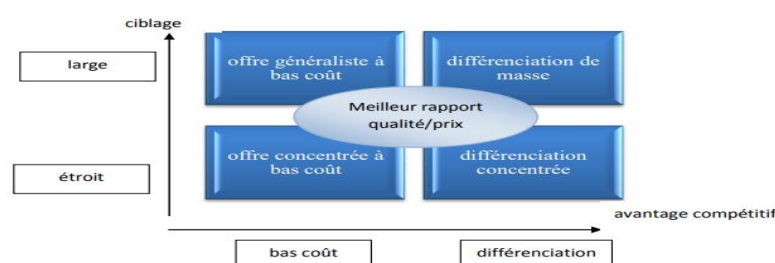 ciblage
large
offre généraliste à
bas coût
différenciation de
masse
Meilleur rapport
qualité/prix
étroit
offre concentrée à
bas coût
différenciation
concentrée
avantage compétitif
bas coût
différenciation